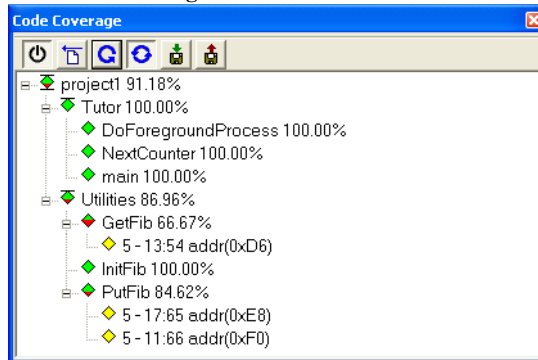 Code Coverage
project1 91.18%
Tutor 100.00%
DoForegroundProcess 100.00%
NextCounter 100.00%
main 100.00%
Utilities 86.96%
GetFib 66.67%
5 - 13:54 addr(0xD6)
InitFib 100.00%
PutFib 84.62%
5 - 17:65 addr(0xE8)
5 - 11:66 addr(0xF0)